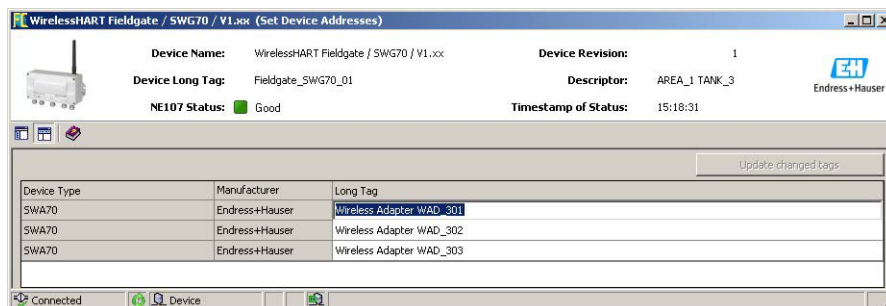 WirelessHART Fieldgate / SWG70 / V1.xx (Set Device Addresses)
Device Name: WirelessHART Fieldgate / SWG70 / V1.xx Device Revision: 1
Device Long Tag: Fieldgate_SWG70_01 Descriptor: AREA_1 TANK_3
NE107 Status: Good Timestamp of Status: 15:18:31
EH
Endress+Hauser
Update changed tags
Device Type Manufacturer Long Tag
SWA70 Endress+Hauser Wireless Adapter WAD_301
SWA70 Endress+Hauser Wireless Adapter WAD_302
SWA70 Endress+Hauser Wireless Adapter WAD_303
Connected Device